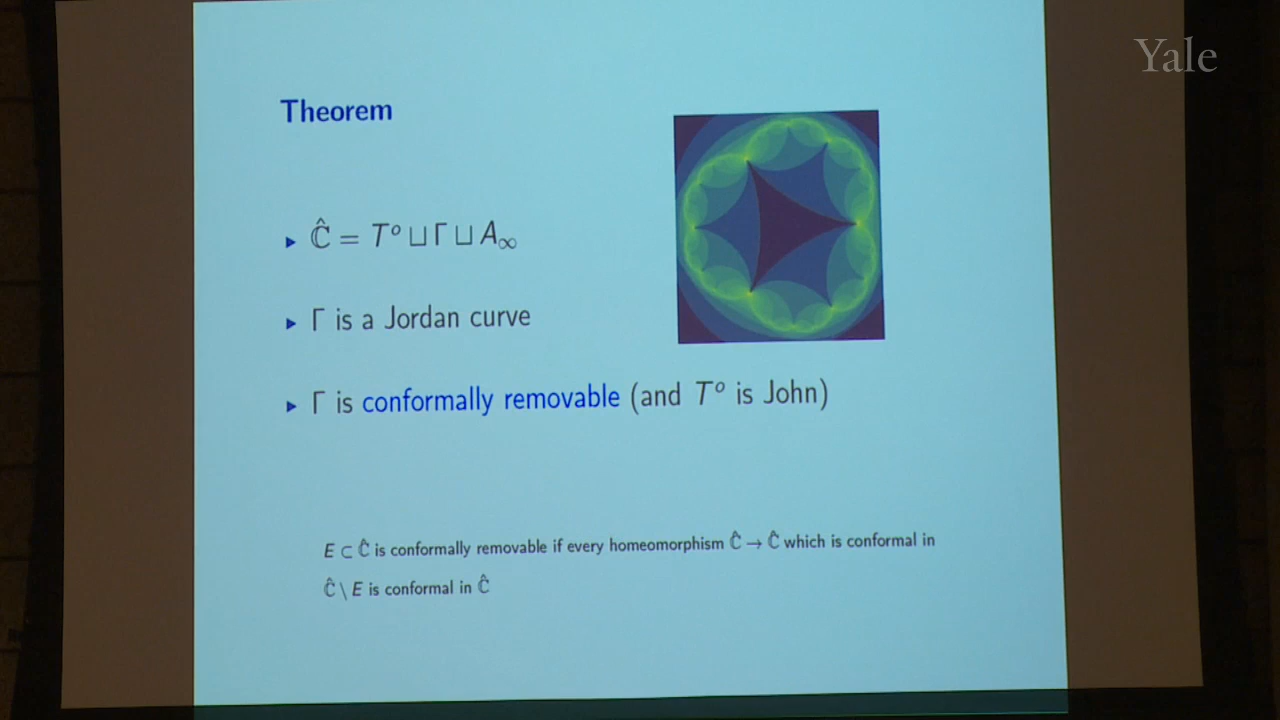 Yale
Theorem
▸ Ĉ = T° ⊔ Γ ⊔ A∞
▸ Γ is a Jordan curve
▸ Γ is conformally removable (and T° is John)
E ⊂ Ĉ is conformally removable if every homeomorphism Ĉ → Ĉ which is conformal in
Ĉ \ E is conformal in Ĉ